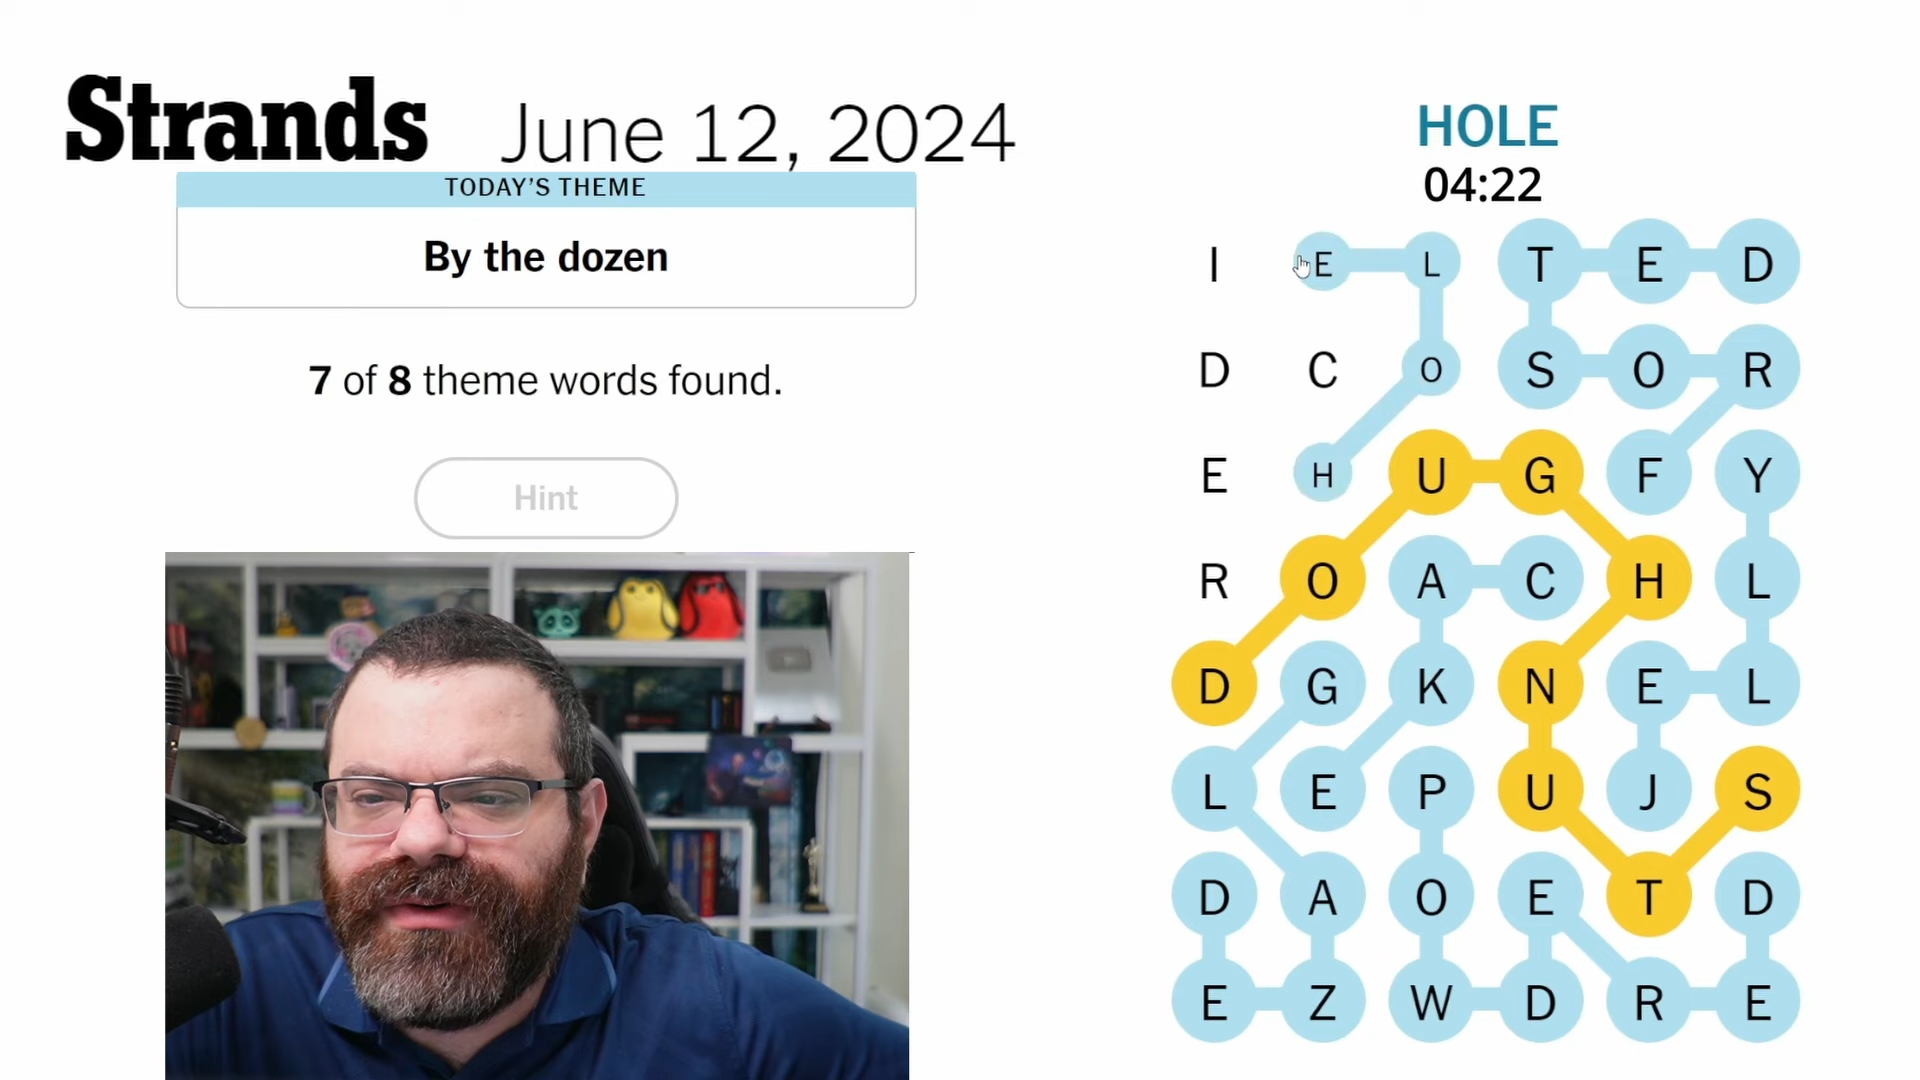 Strands June 12, 2024
TODAY'S THEME
By the dozen
7 of 8 theme words found.
Hint
HOLE
04:22
I E L T E D
D C O S O R
E H U G F Y
R O A C H L
D G K N E L
L E P U J S
D A O E T D
E Z W D R E